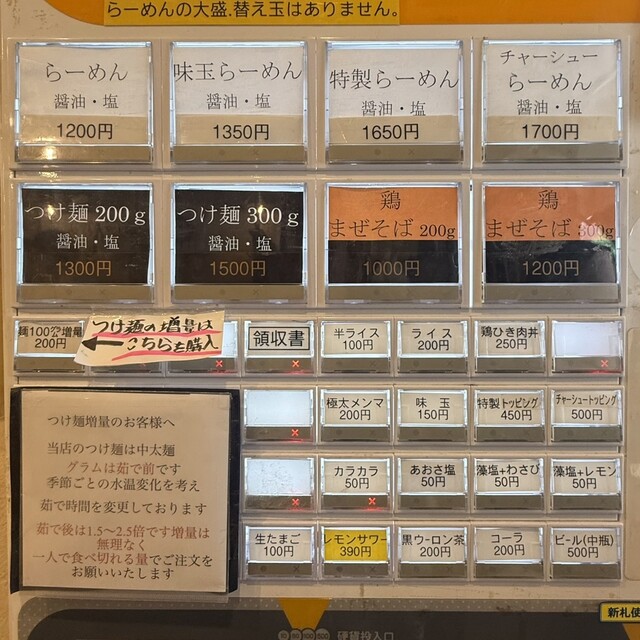 らーめんの大盛.替え玉はありません。
らーめん
醤油・塩
1200円
味玉らーめん
醤油・塩
1350円
特製らーめん
醤油・塩
1650円
チャーシュー
らーめん
醤油・塩
1700円
つけ麺 200g
醤油・塩
1300円
つけ麺 300g
醤油・塩
1500円
鶏
まぜそば 200g
1000円
鶏
まぜそば 300g
1200円
麺100g増量
200円
つけ麺の増量は
こちらを購入
領収書
半ライス
100円
ライス
200円
鶏ひき肉丼
250円
極太メンマ
200円
味 玉
150円
特製トッピング
450円
チャーシュートッピング
500円
カラカラ
50円
あおさ塩
50円
藻塩+わさび
50円
藻塩+レモン
50円
生たまご
100円
レモンサワー
390円
黒ウーロン茶
200円
コーラ
200円
ビール(中瓶)
500円
つけ麺増量のお客様へ
当店のつけ麺は中太麺
グラムは茹で前です
季節ごとの水温変化を考え
茹で時間を変更しております
茹で後は1.5～2.5倍です増量は
無理なく
一人で食べ切れる量でご注文を
お願いいたします
新札使
10 50 100 500 硬貨投入口